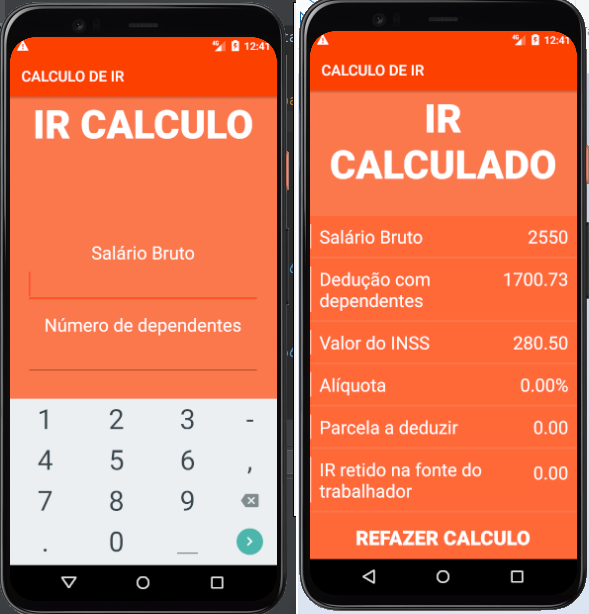 12:41
CALCULO DE IR
IR CALCULO
Salário Bruto
Número de dependentes
1 2 3 -
4 5 6 ,
7 8 9
. 0 _
12:41
CALCULO DE IR
IR
CALCULADO
Salário Bruto 2550
Dedução com 1700.73
dependentes
Valor do INSS 280.50
Alíquota 0.00%
Parcela a deduzir 0.00
IR retido na fonte do 0.00
trabalhador
REFAZER CALCULO